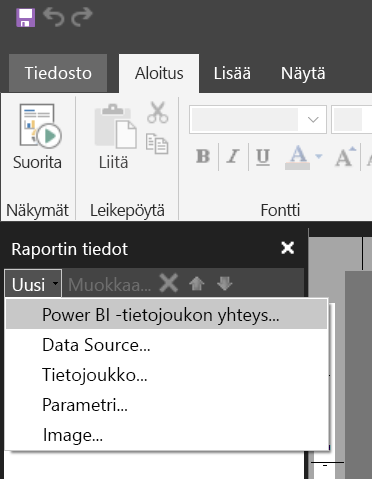 Tiedosto Aloitus Lisää Näytä
Suorita Liitä
B I U A A
Näkymät Leikepöytä Fontti
Raportin tiedot
Uusi Muokkaa...
Power BI -tietojoukon yhteys...
Data Source...
Tietojoukko...
Parametri...
Image...